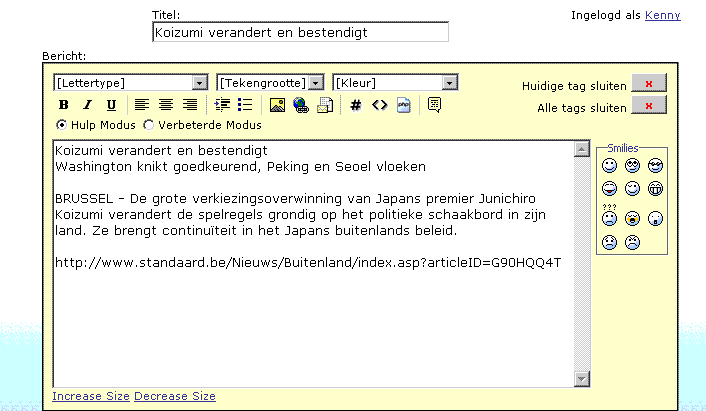 Titel:
Ingelogd als Kenny
Koizumi verandert en bestendigt
Bericht:
[Lettertype] [Tekengrootte] [Kleur]
Huidige tag sluiten x
B I U # <> php
Alle tags sluiten x
Hulp Modus Verbeterde Modus
Koizumi verandert en bestendigt
Washington knikt goedkeurend, Peking en Seoel vloeken
BRUSSEL - De grote verkiezingsoverwinning van Japans premier Junichiro
Koizumi verandert de spelregels grondig op het politieke schaakbord in zijn
land. Ze brengt continuïteit in het Japans buitenlands beleid.
http://www.standaard.be/Nieuws/Buitenland/index.asp?articleID=G90HQQ4T
Smilies
???
Increase Size Decrease Size